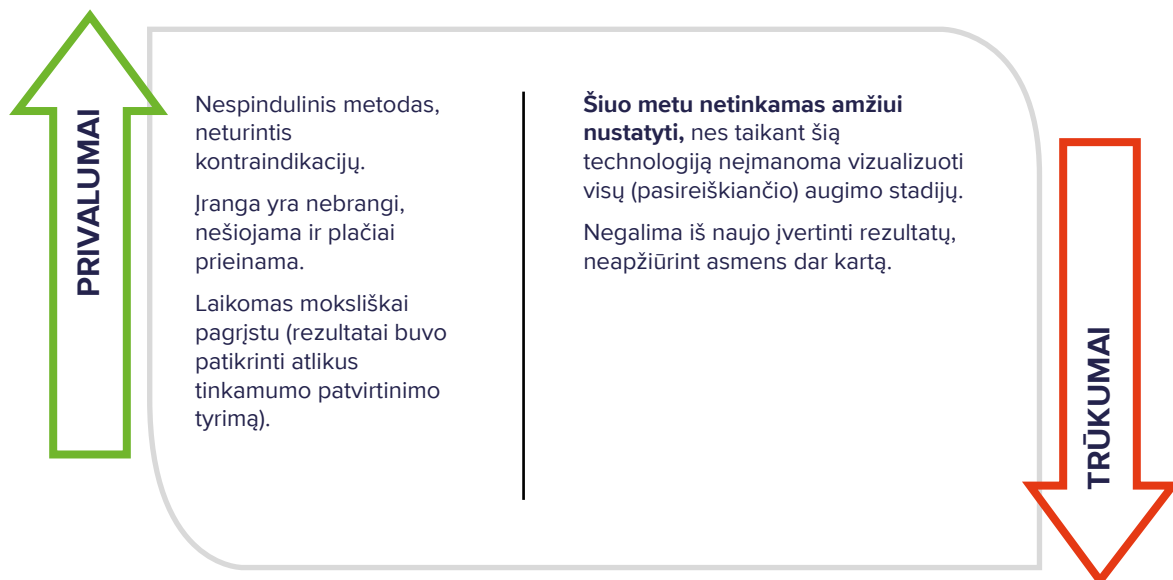 PRIVALUMAI
Nespindulinis metodas,
neturintis
kontraindikacijų.
Įranga yra nebrangi,
nešiojama ir plačiai
prieinama.
Laikomas moksliškai
pagrįstu (rezultatai buvo
patikrinti atlikus
tinkamumo patvirtinimo
tyrimą).
Šiuo metu netinkamas amžiui
nustatyti, nes taikant šią
technologiją neįmanoma vizualizuoti
visų (pasireiškiančio) augimo stadijų.
Negalima iš naujo įvertinti rezultatų,
neapžiūrint asmens dar kartą.
TRŪKUMAI